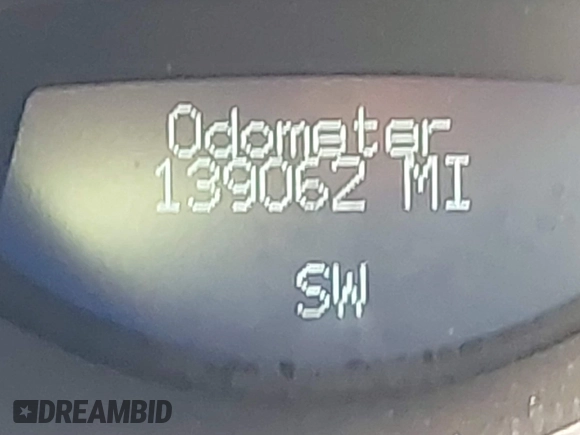 Odometer
139062 MI
SW
DREAMBID